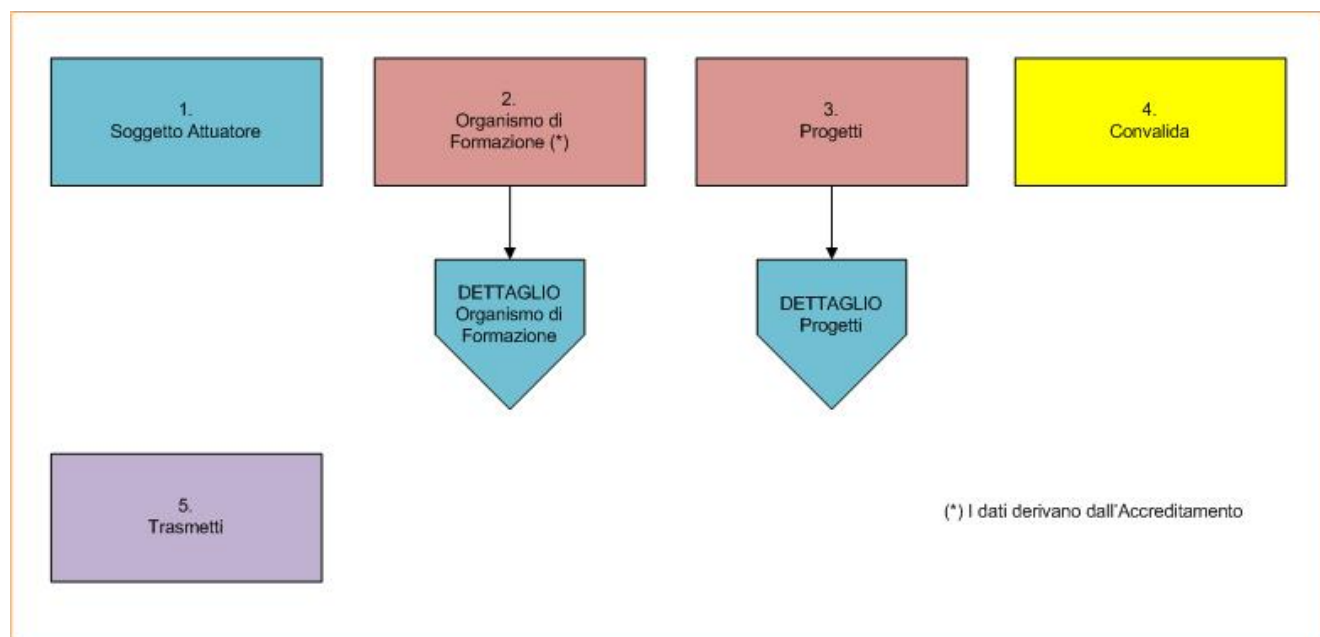 1.
Soggetto Attuatore
2.
Organismo di
Formazione (*)
3.
Progetti
4.
Convalida
DETTAGLIO
Organismo di
Formazione
DETTAGLIO
Progetti
5.
Trasmetti
(*) I dati derivano dall'Accreditamento